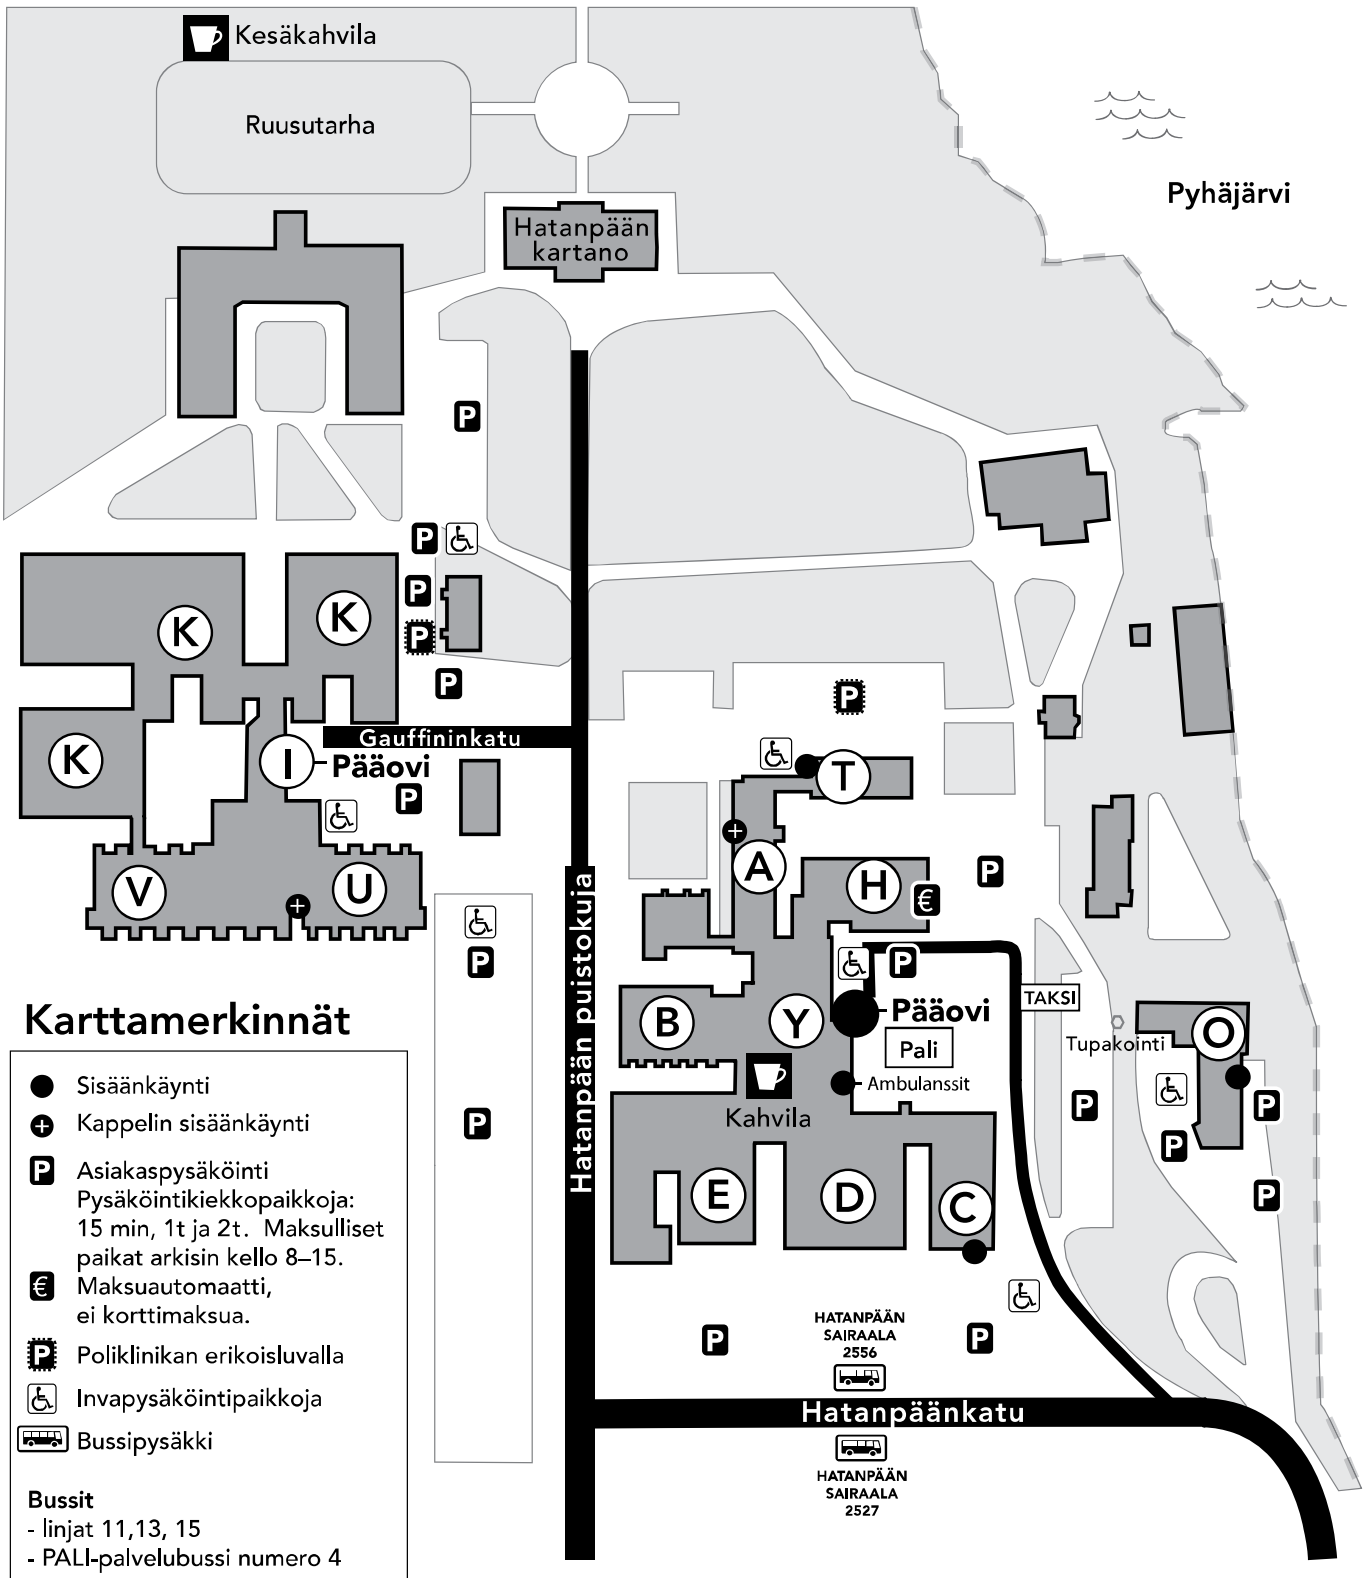 Kesäkahvila
Ruusutarha
Pyhäjärvi
Hatanpään
kartano
P
P
P
P
P
K
K
K
Gauffininkatu
I
Pääovi
P
V
U
P
P
Hatanpään puistokuja
P
T
A
H
€
P
P
B
Y
Pääovi
Pali
TAKSI
Tupakointi
O
Ambulanssit
Kahvila
P
P
P
P
E
D
C
P
P
HATANPÄÄN
SAIRAALA
2556
Hatanpäänkatu
HATANPÄÄN
SAIRAALA
2527
Karttamerkinnät
Sisäänkäynti
Kappelin sisäänkäynti
P Asiakaspysäköinti
Pysäköintikiekkopaikkoja:
15 min, 1t ja 2t. Maksulliset
paikat arkisin kello 8–15.
€ Maksuautomaatti,
ei korttimaksua.
P Poliklinikan erikoisluvalla
Invapysäköintipaikkoja
Bussipysäkki
Bussit
- linjat 11,13, 15
- PALI-palvelubussi numero 4